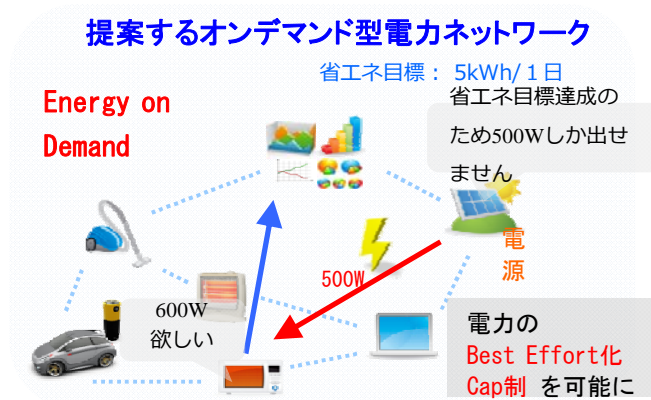 提案するオンデマンド型電力ネットワーク
省エネ目標： 5kWh/１日
Energy on
Demand
省エネ目標達成の
ため500Wしか出せ
ません
電
源
500W
600W
欲しい
電力の
Best Effort化
Cap制 を可能に